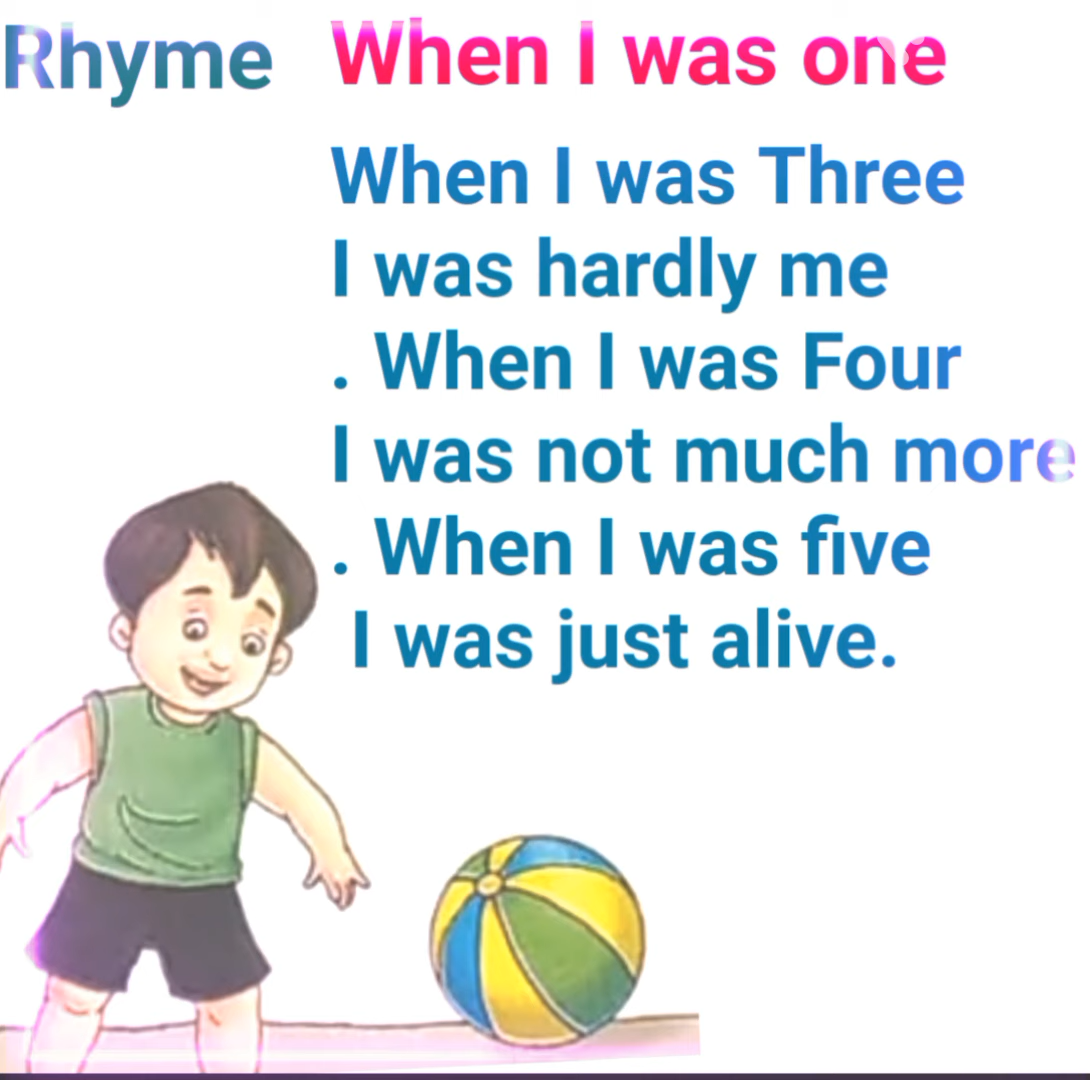 Rhyme When I was one
When I was Three
I was hardly me
. When I was Four
I was not much more
. When I was five
I was just alive.